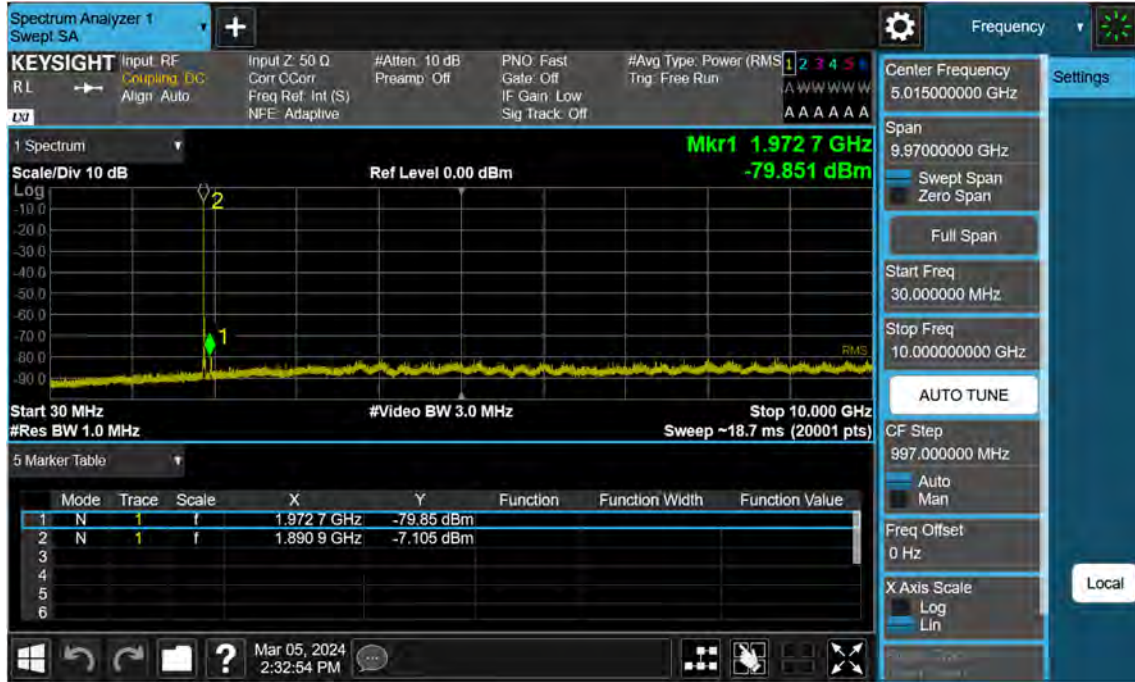 Spectrum Analyzer 1
Swept SA
+
Frequency
KEYSIGHT
RL
LXI
Input: RF
Coupling: DC
Align: Auto
Input Z: 50 Ω
Corr CCorr
Freq Ref: Int (S)
NFE: Adaptive
#Atten: 10 dB
Preamp: Off
PNO: Fast
Gate: Off
IF Gain: Low
Sig Track: Off
#Avg Type: Power (RMS
Trig: Free Run
1 2 3 4 5 6
A W W W W W
A A A A A A
1 Spectrum
Scale/Div 10 dB
Ref Level 0.00 dBm
Mkr1 1.972 7 GHz
-79.851 dBm
Log
-10.0
-20.0
-30.0
-40.0
-50.0
-60.0
-70.0
-80.0
-90.0
2
1
RMS
Start 30 MHz
#Video BW 3.0 MHz
Stop 10.000 GHz
#Res BW 1.0 MHz
Sweep ~18.7 ms (20001 pts)
5 Marker Table
Mode Trace Scale X Y Function Function Width Function Value
1 N 1 f 1.972 7 GHz -79.85 dBm
2 N 1 f 1.890 9 GHz -7.105 dBm
3
4
5
6
?
Mar 05, 2024
2:32:54 PM
Center Frequency
5.015000000 GHz
Span
9.97000000 GHz
Swept Span
Zero Span
Full Span
Start Freq
30.000000 MHz
Stop Freq
10.000000000 GHz
AUTO TUNE
CF Step
997.000000 MHz
Auto
Man
Freq Offset
0 Hz
X Axis Scale
Log
Lin
Settings
Local